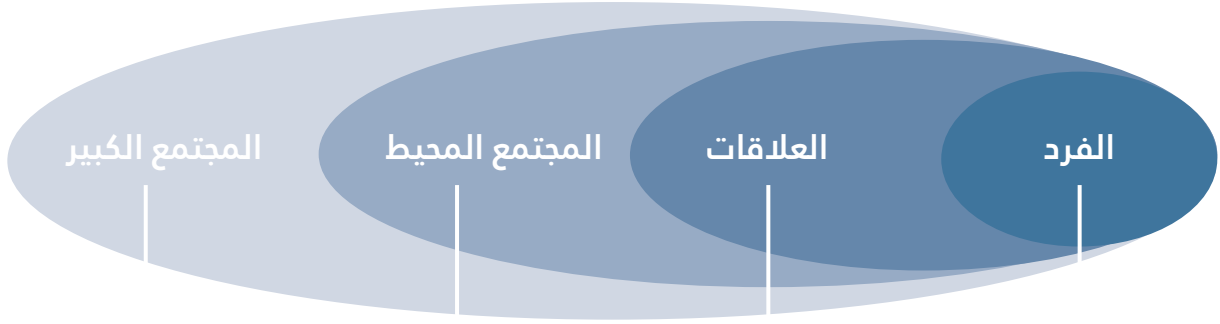 الفرد
العلاقات
المجتمع المحيط
المجتمع الكبير